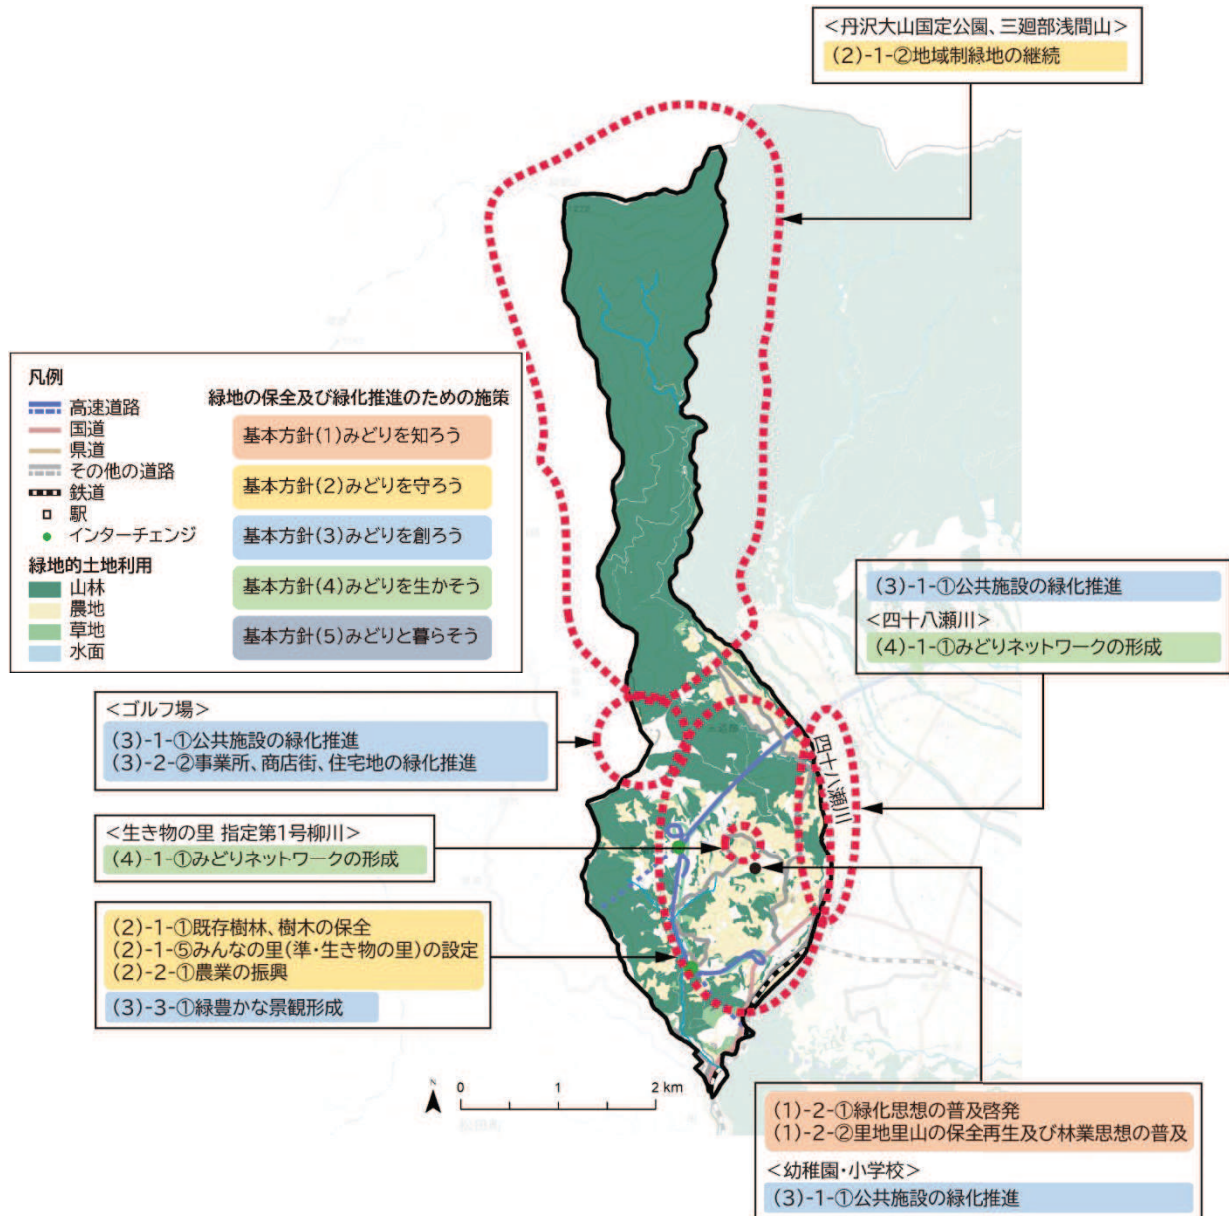 <丹沢大山国定公園、三廻部浅間山>
(2)-1-②地域制緑地の継続
凡例
高速道路
国道
県道
その他の道路
鉄道
駅
インターチェンジ
緑地的土地利用
山林
農地
草地
水面
緑地の保全及び緑化推進のための施策
基本方針(1)みどりを知ろう
基本方針(2)みどりを守ろう
基本方針(3)みどりを創ろう
基本方針(4)みどりを生かそう
基本方針(5)みどりと暮らそう
(3)-1-①公共施設の緑化推進
<四十八瀬川>
(4)-1-①みどりネットワークの形成
<ゴルフ場>
(3)-1-①公共施設の緑化推進
(3)-2-②事業所、商店街、住宅地の緑化推進
四十八瀬川
<生き物の里 指定第1号柳川>
(4)-1-①みどりネットワークの形成
(2)-1-①既存樹林、樹木の保全
(2)-1-⑤みんなの里(準・生き物の里)の設定
(2)-2-①農業の振興
(3)-3-①緑豊かな景観形成
N
0 1 2 km
(1)-2-①緑化思想の普及啓発
(1)-2-②里地里山の保全再生及び林業思想の普及
<幼稚園・小学校>
(3)-1-①公共施設の緑化推進